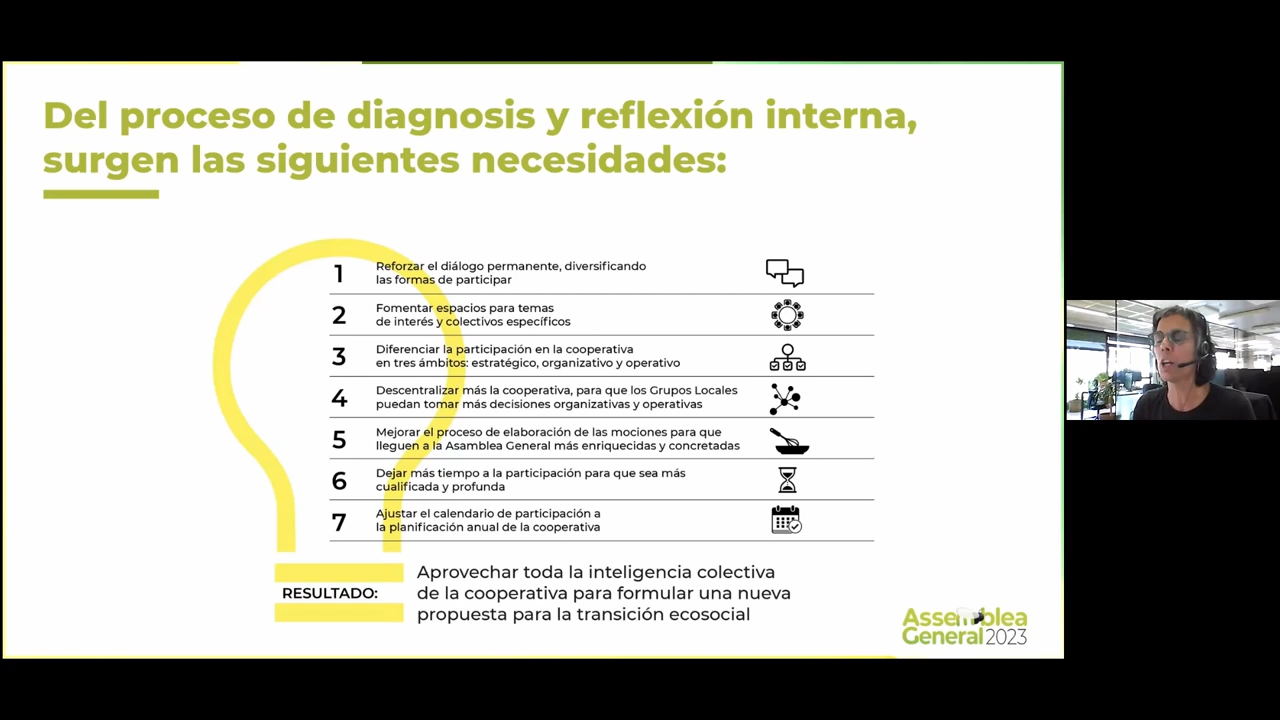 Del proceso de diagnosis y reflexión interna,
surgen las siguientes necesidades:
1
Reforzar el diálogo permanente, diversificando
las formas de participar
2
Fomentar espacios para temas
de interés y colectivos específicos
3
Diferenciar la participación en la cooperativa
en tres ámbitos: estratégico, organizativo y operativo
4
Descentralizar más la cooperativa, para que los Grupos Locales
puedan tomar más decisiones organizativas y operativas
5
Mejorar el proceso de elaboración de las mociones para que
lleguen a la Asamblea General más enriquecidas y concretadas
6
Dejar más tiempo a la participación para que sea más
cualificada y profunda
7
Ajustar el calendario de participación a
la planificación anual de la cooperativa
RESULTADO:
Aprovechar toda la inteligencia colectiva
de la cooperativa para formular una nueva
propuesta para la transición ecosocial
Assemblea
General 2023